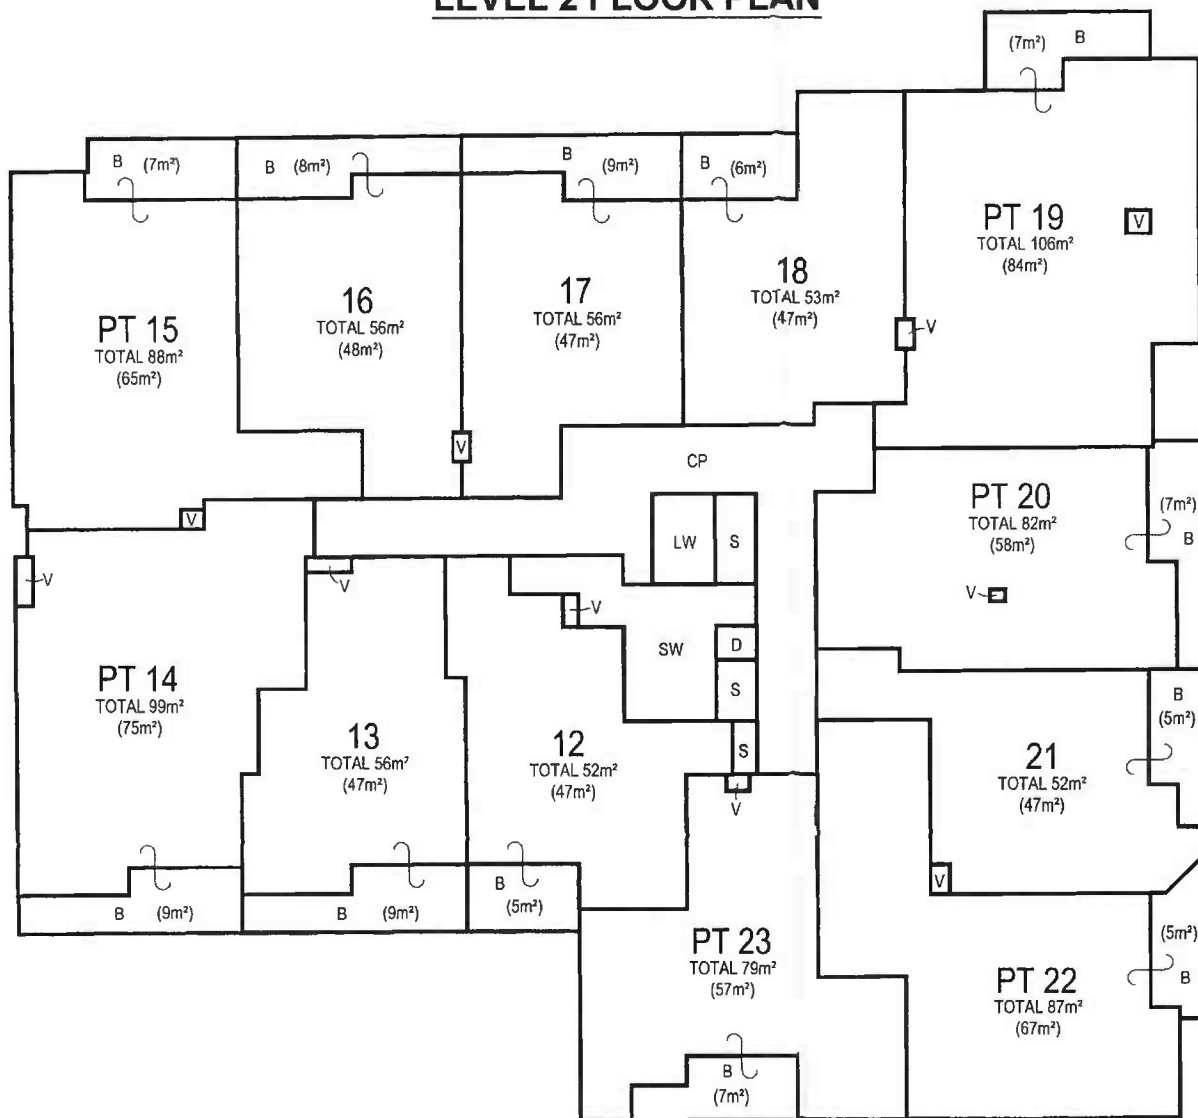 LEVEL 2 FLOOR PLAN
(7m²) B
B (7m²)
B (8m²)
B (9m²)
B (6m²)
PT 19
TOTAL 106m²
(84m²)
V
18
TOTAL 53m²
(47m²)
17
TOTAL 56m²
(47m²)
16
TOTAL 56m²
(48m²)
PT 15
TOTAL 88m²
(65m²)
V
V
CP
PT 20
TOTAL 82m²
(58m²)
(7m²)
B
V
LW
S
V
V
V
V
V
SW
D
S
PT 14
TOTAL 99m²
(75m²)
B
(5m²)
13
TOTAL 56m²
(47m²)
12
TOTAL 52m²
(47m²)
S
21
TOTAL 52m²
(47m²)
V
V
B (9m²)
B (9m²)
B
(5m²)
PT 23
TOTAL 79m²
(57m²)
(5m²)
B
PT 22
TOTAL 87m²
(67m²)
B
(7m²)